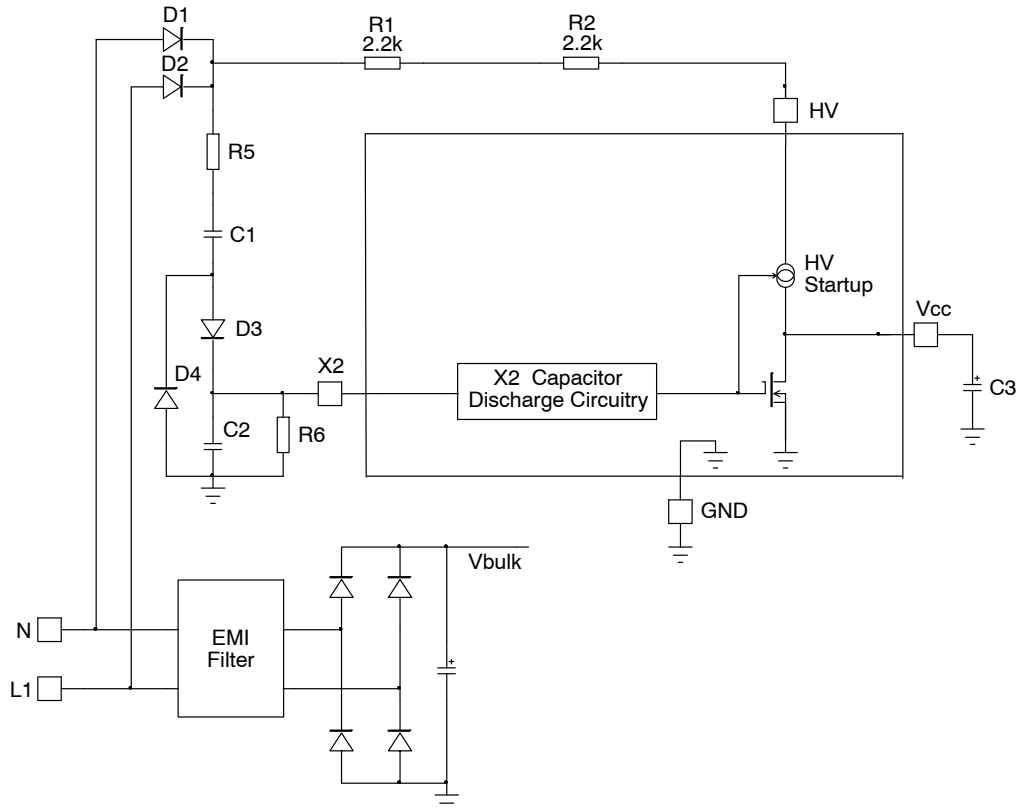 D1
R1
2.2k
R2
2.2k
D2
HV
R5
C1
HV
Startup
D3
Vcc
X2
D4
X2 Capacitor
Discharge Circuitry
C3
C2
R6
GND
Vbulk
N
EMI
Filter
L1